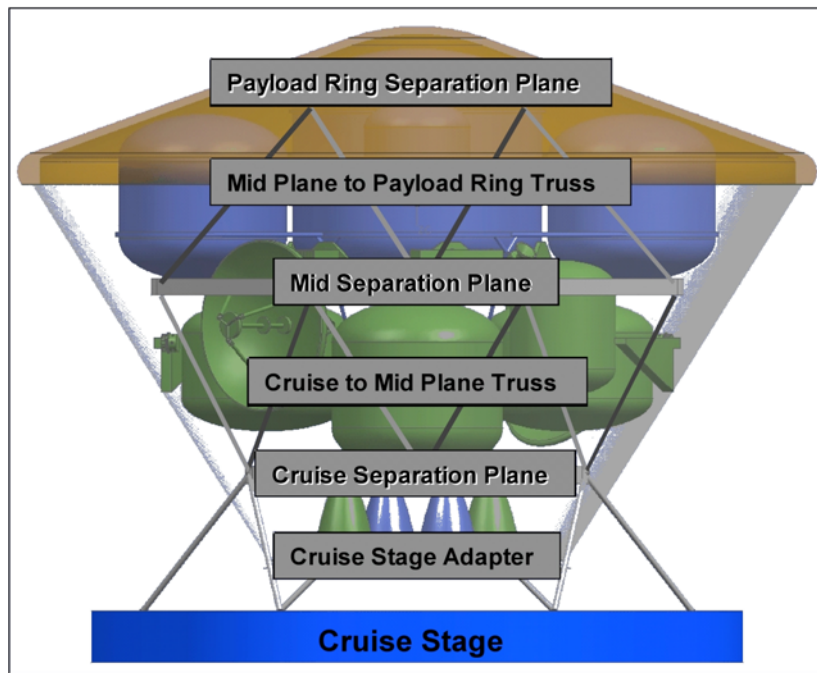 Payload Ring Separation Plane
Mid Plane to Payload Ring Truss
Mid Separation Plane
Cruise to Mid Plane Truss
Cruise Separation Plane
Cruise Stage Adapter
Cruise Stage